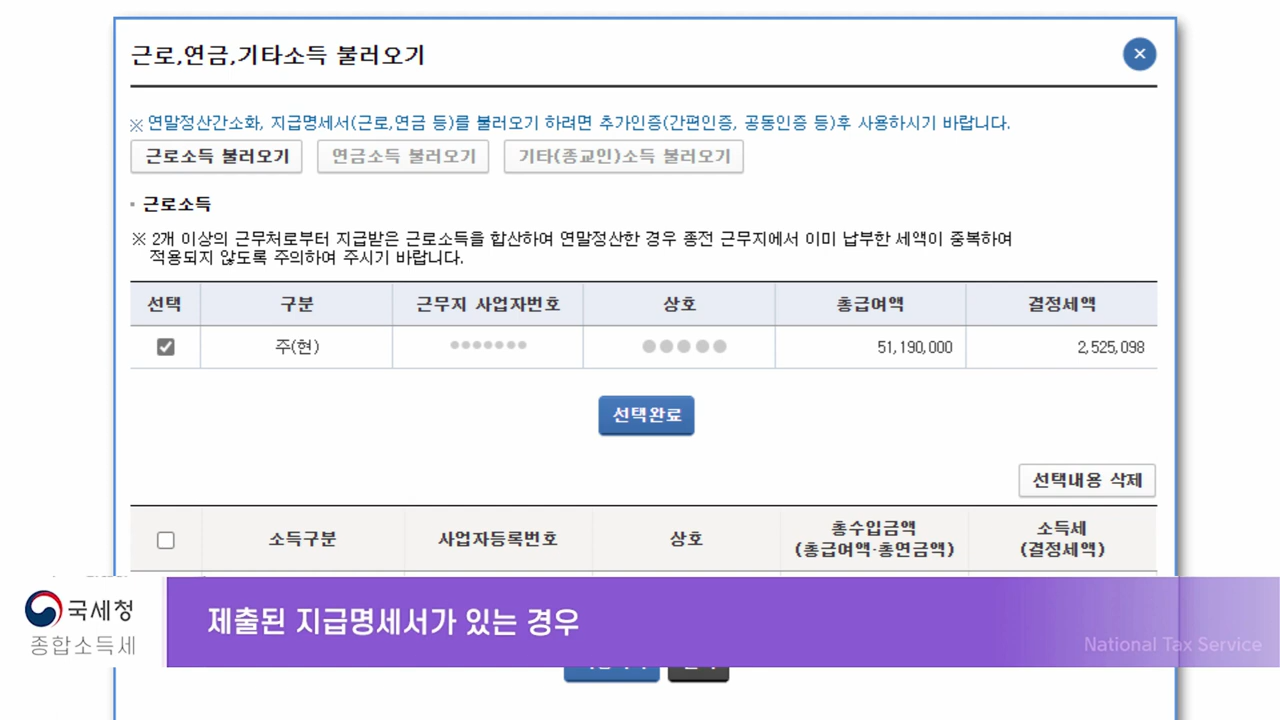 근로,연금,기타소득 불러오기
※ 연말정산간소화, 지급명세서(근로,연금 등)를 불러오기 하려면 추가인증(간편인증, 공동인증 등)후 사용하시기 바랍니다.
근로소득 불러오기
연금소득 불러오기
기타(종교인)소득 불러오기
근로소득
※ 2개 이상의 근무처로부터 지급받은 근로소득을 합산하여 연말정산한 경우 종전 근무지에서 이미 납부한 세액이 중복하여
적용되지 않도록 주의하여 주시기 바랍니다.
선택 구분 근무지 사업자번호 상호 총급여액 결정세액
주(현) 51,190,000 2,525,098
선택완료
선택내용 삭제
소득구분 사업자등록번호 상호 총수입금액 소득세
(총급여액·총연금액) (결정세액)
국세청
종합소득세
제출된 지급명세서가 있는 경우
National Tax Service